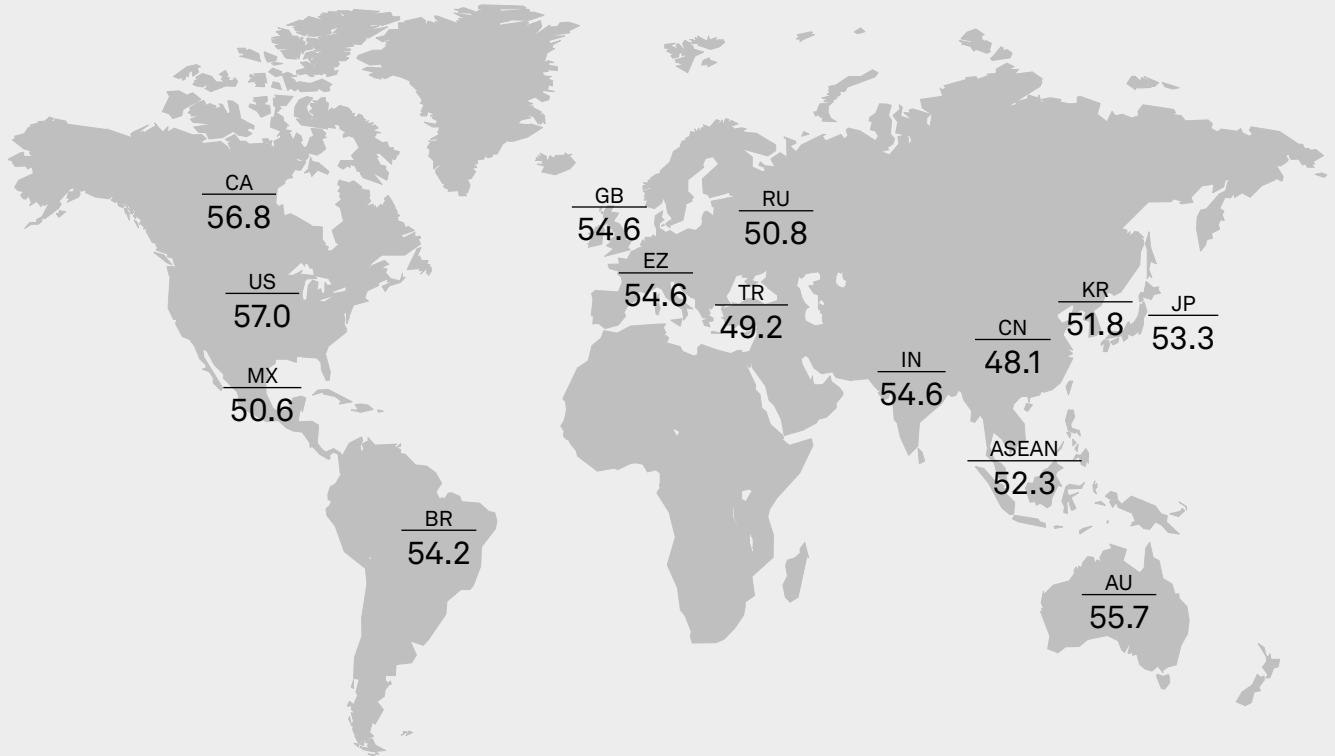 CA
56.8
GB
54.6
RU
50.8
EZ
54.6
US
57.0
TR
49.2
KR
51.8
JP
53.3
CN
48.1
IN
54.6
MX
50.6
ASEAN
52.3
BR
54.2
AU
55.7